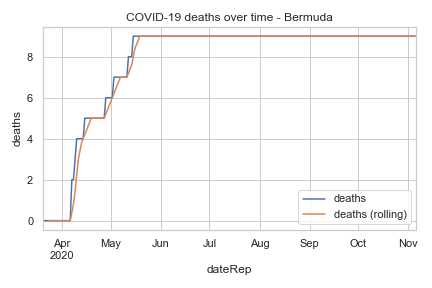 COVID-19 deaths over time - Bermuda
deaths
8
6
4
2
0
Apr
2020
May
Jun
Jul
Aug
Sep
Oct
Nov
dateRep
deaths
deaths (rolling)